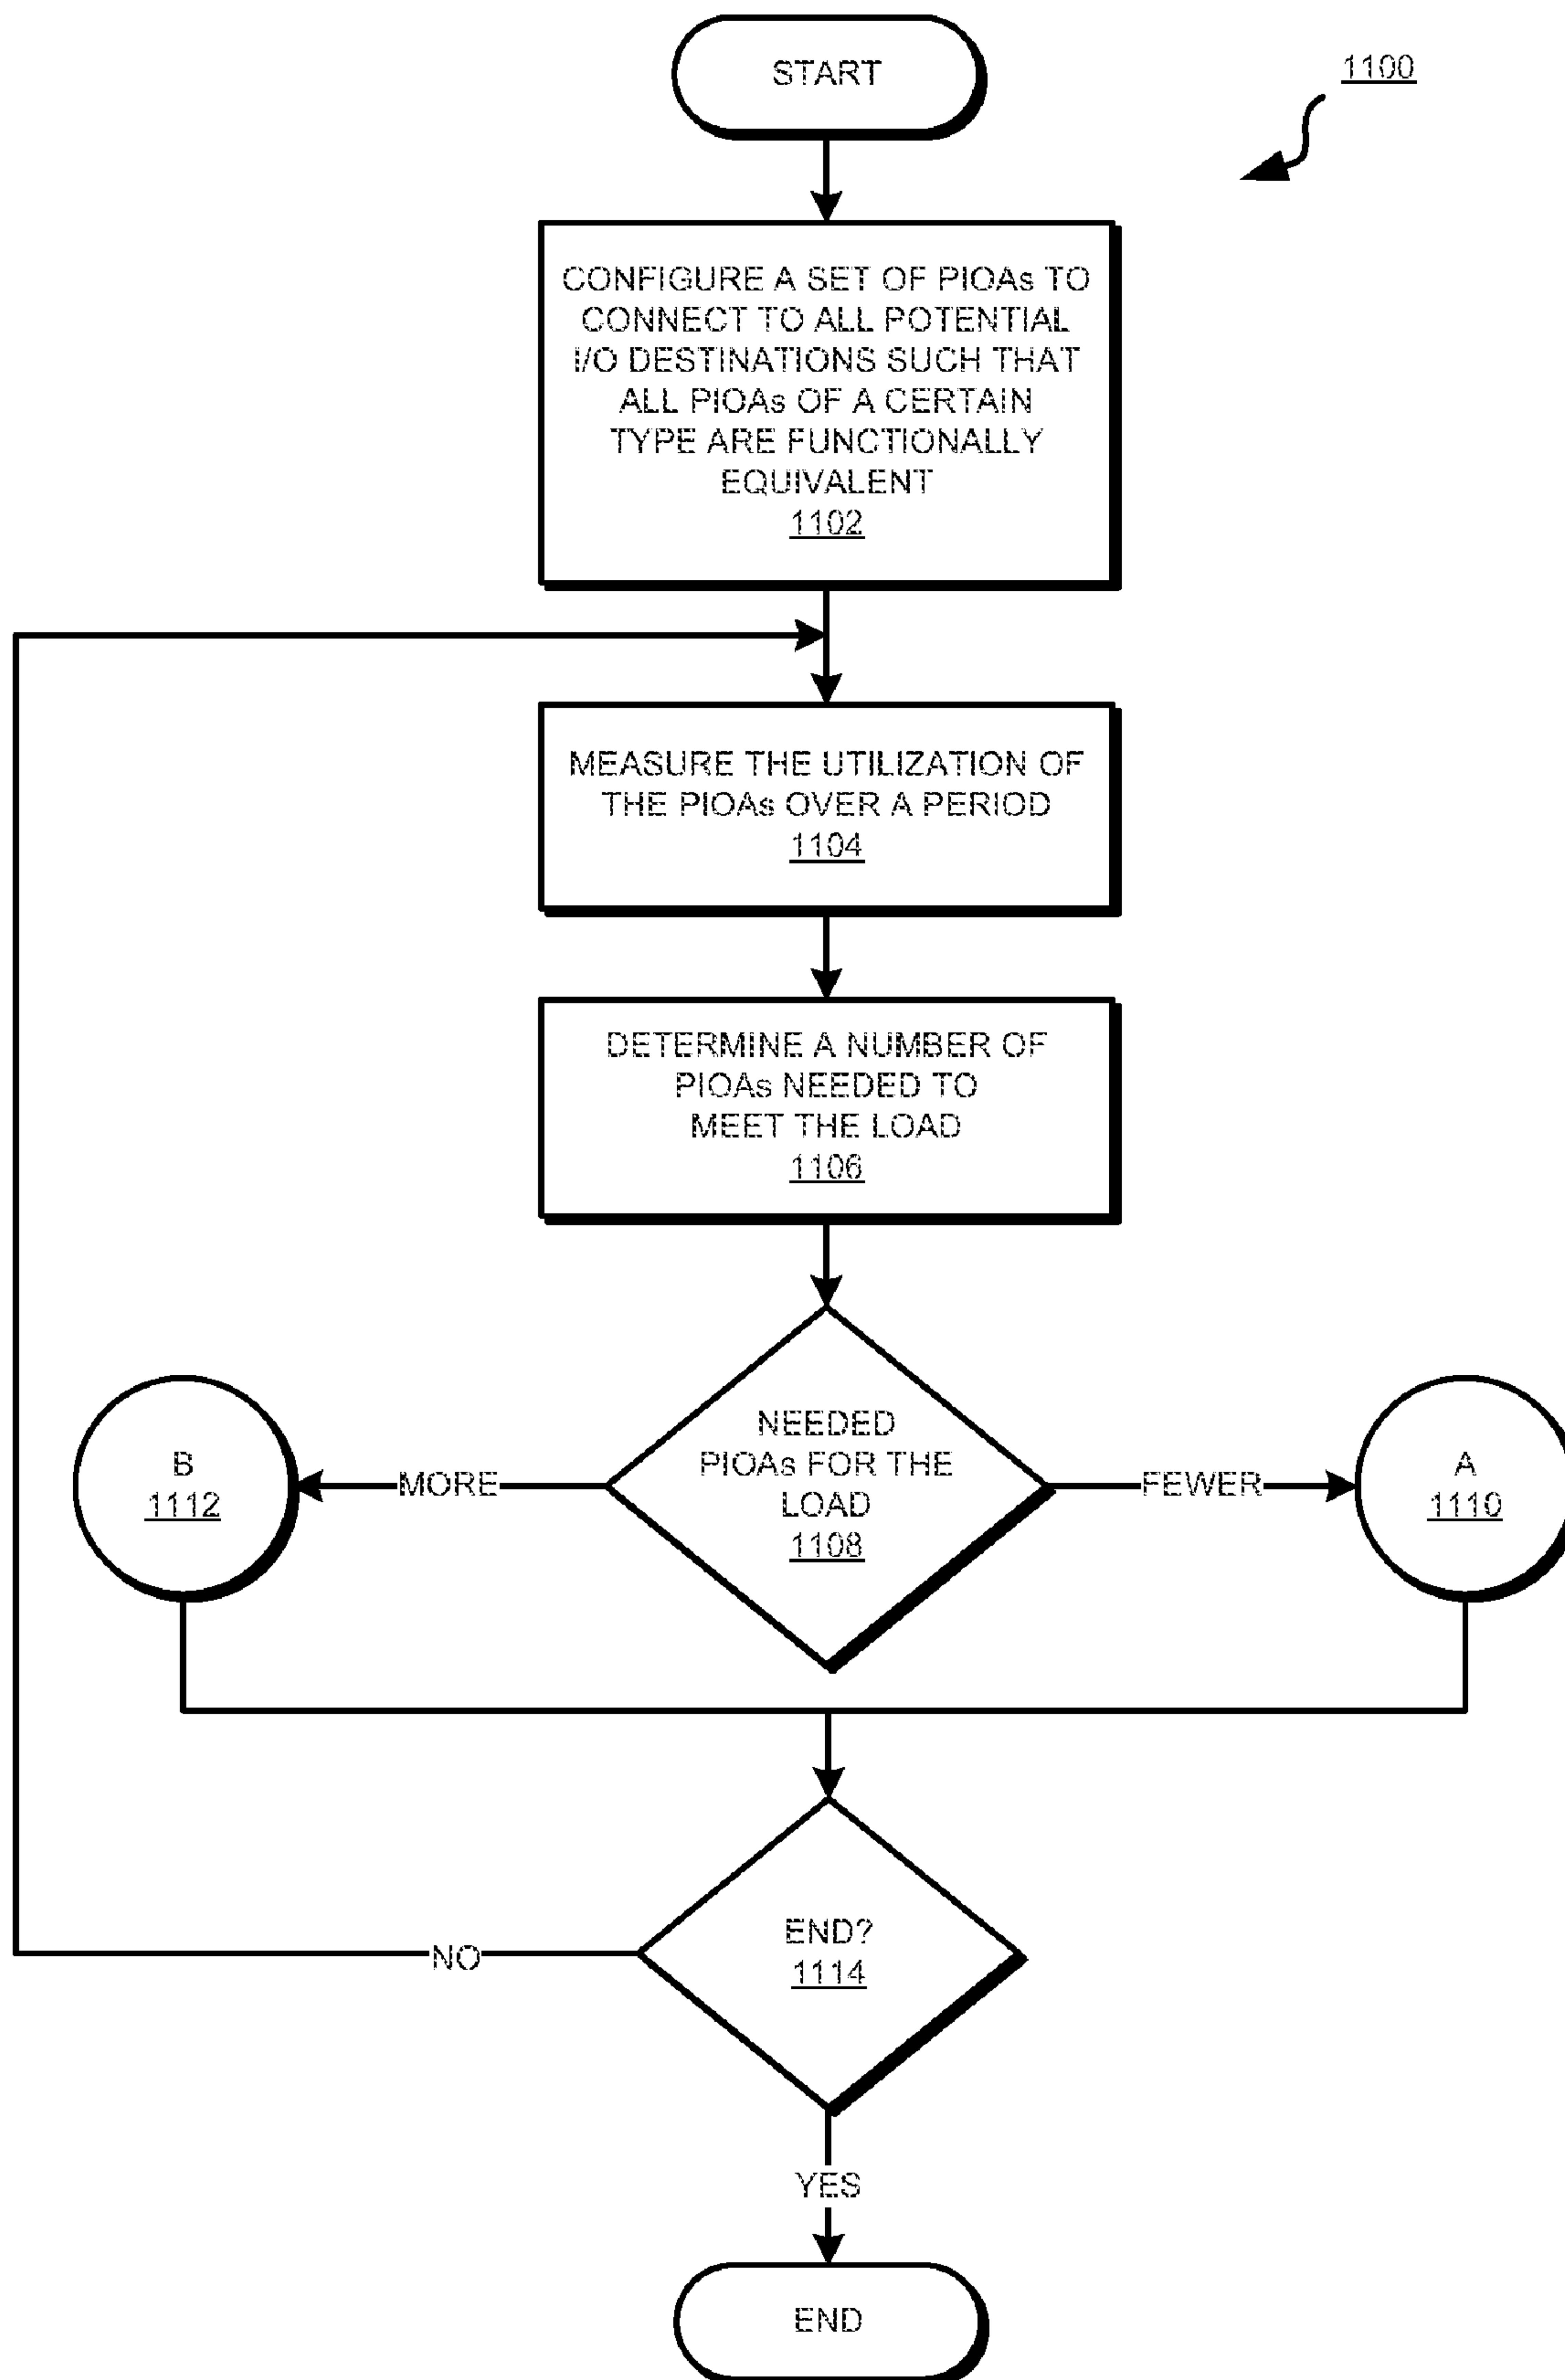 START
1100
CONFIGURE A SET OF PIOAs TO
CONNECT TO ALL POTENTIAL
I/O DESTINATIONS SUCH THAT
ALL PIOAs OF A CERTAIN
TYPE ARE FUNCTIONALLY
EQUIVALENT
1102
MEASURE THE UTILIZATION OF
THE PIOAs OVER A PERIOD
1104
DETERMINE A NUMBER OF
PIOAs NEEDED TO
MEET THE LOAD
1106
NEEDED
PIOAs FOR THE
LOAD
1108
B
1112
MORE
FEWER
A
1110
END?
1114
NO
YES
END